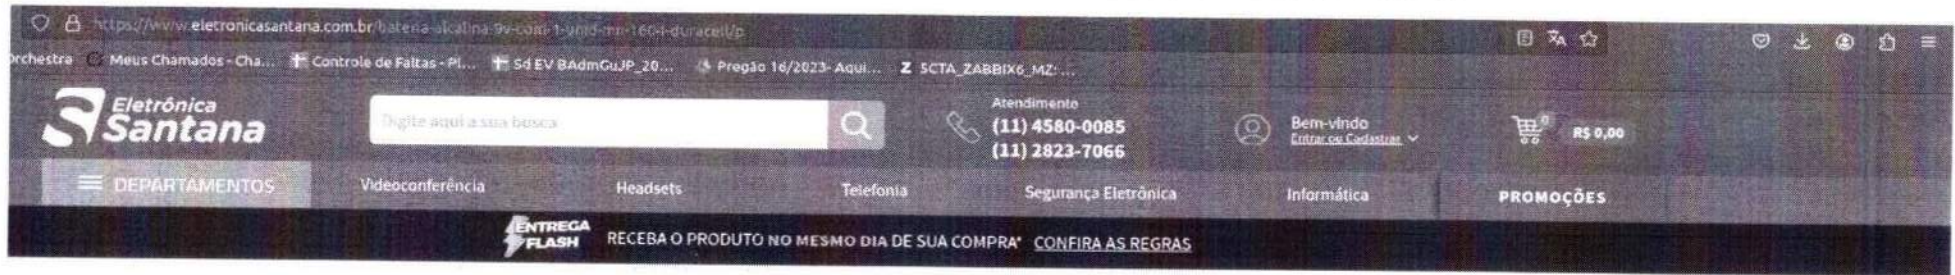 https://www.eletronicasantana.com.br/bateria-alcalina-9v-com-1-unid-mn-1604-duracell/p
orchestra Meus Chamados - Cha... Controle de Faltas - Pl... Sd EV BAdmGuJP_20... Pregão 16/2023- Aqui... Z SCTA_ZABBIX6_MZ: ...
Eletrônica
Santana
Digite aqui a sua busca
Atendimento
(11) 4580-0085
(11) 2823-7066
Bem-vindo
Entrar ou Cadastrar
0
R$ 0,00
DEPARTAMENTOS Videoconferência Headsets Telefonia Segurança Eletrônica Informática PROMOÇÕES
ENTREGA
FLASH
RECEBA O PRODUTO NO MESMO DIA DE SUA COMPRA* CONFIRA AS REGRAS